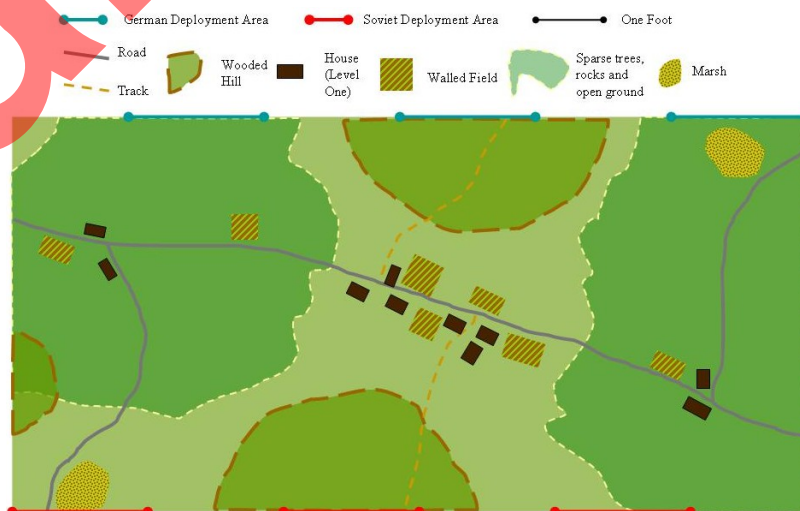 German Deployment Area
Soviet Deployment Area
One Foot
Road
Track
Wooded
Hill
House
(Level
One)
Walled Field
Sparse trees,
rocks and
open ground
Marsh